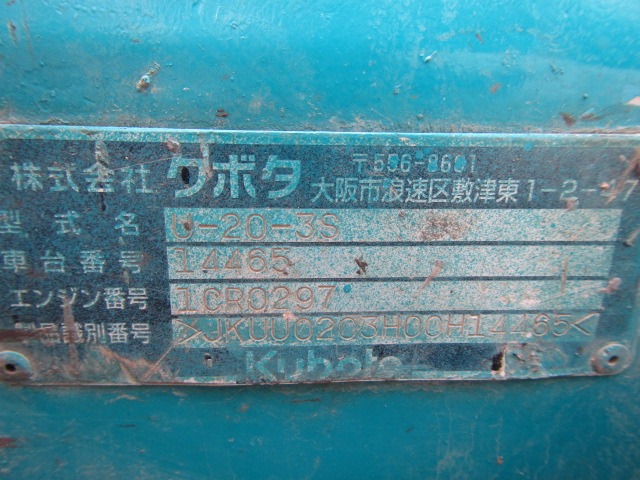 株式会社 クボタ 〒556-8601
大阪市浪速区敷津東1-2-47
型式名 U-20-3S
車台番号 14465
エンジン番号 1CR0297
製品識別番号 >JKUU0203H00H14465<
Kubota